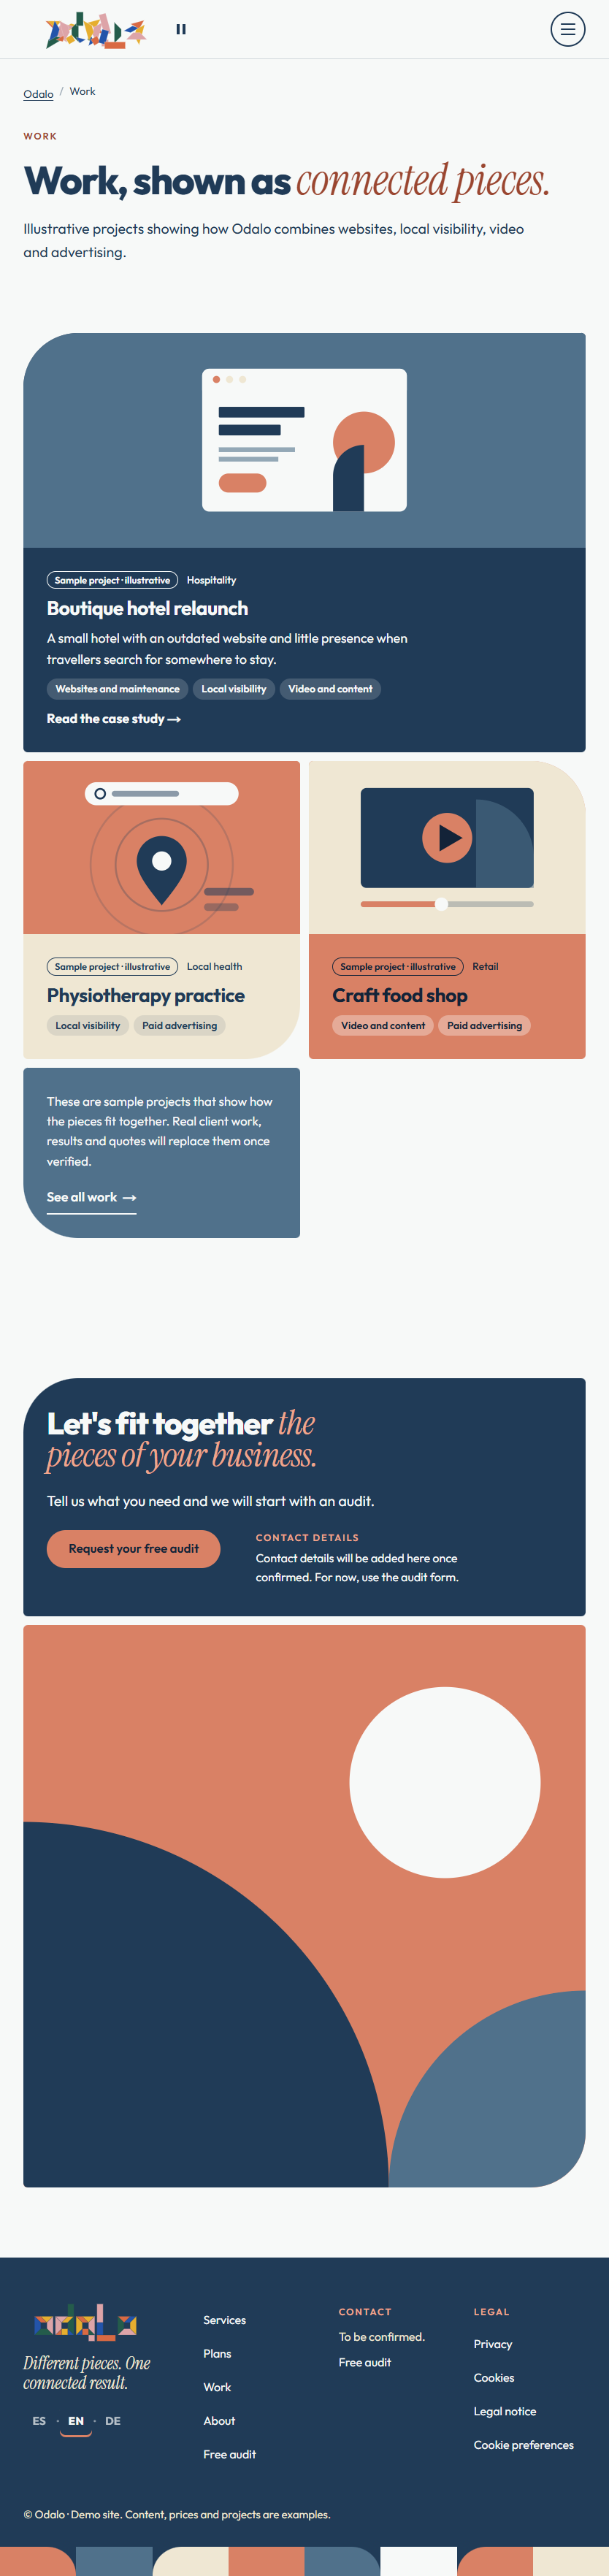 odalo
Odalo / Work
WORK
Work, shown as connected pieces.
Illustrative projects showing how Odalo combines websites, local visibility, video
and advertising.
Sample project · illustrative Hospitality
Boutique hotel relaunch
A small hotel with an outdated website and little presence when
travellers search for somewhere to stay.
Websites and maintenance Local visibility Video and content
Read the case study →
Sample project · illustrative Local health
Physiotherapy practice
Local visibility Paid advertising
Sample project · illustrative Retail
Craft food shop
Video and content Paid advertising
These are sample projects that show how
the pieces fit together. Real client work,
results and quotes will replace them once
verified.
See all work →
Let's fit together the
pieces of your business.
Tell us what you need and we will start with an audit.
Request your free audit
CONTACT DETAILS
Contact details will be added here once
confirmed. For now, use the audit form.
odalo
Different pieces. One
connected result.
ES · EN · DE
Services
Plans
Work
About
Free audit
CONTACT
To be confirmed.
Free audit
LEGAL
Privacy
Cookies
Legal notice
Cookie preferences
© Odalo · Demo site. Content, prices and projects are examples.